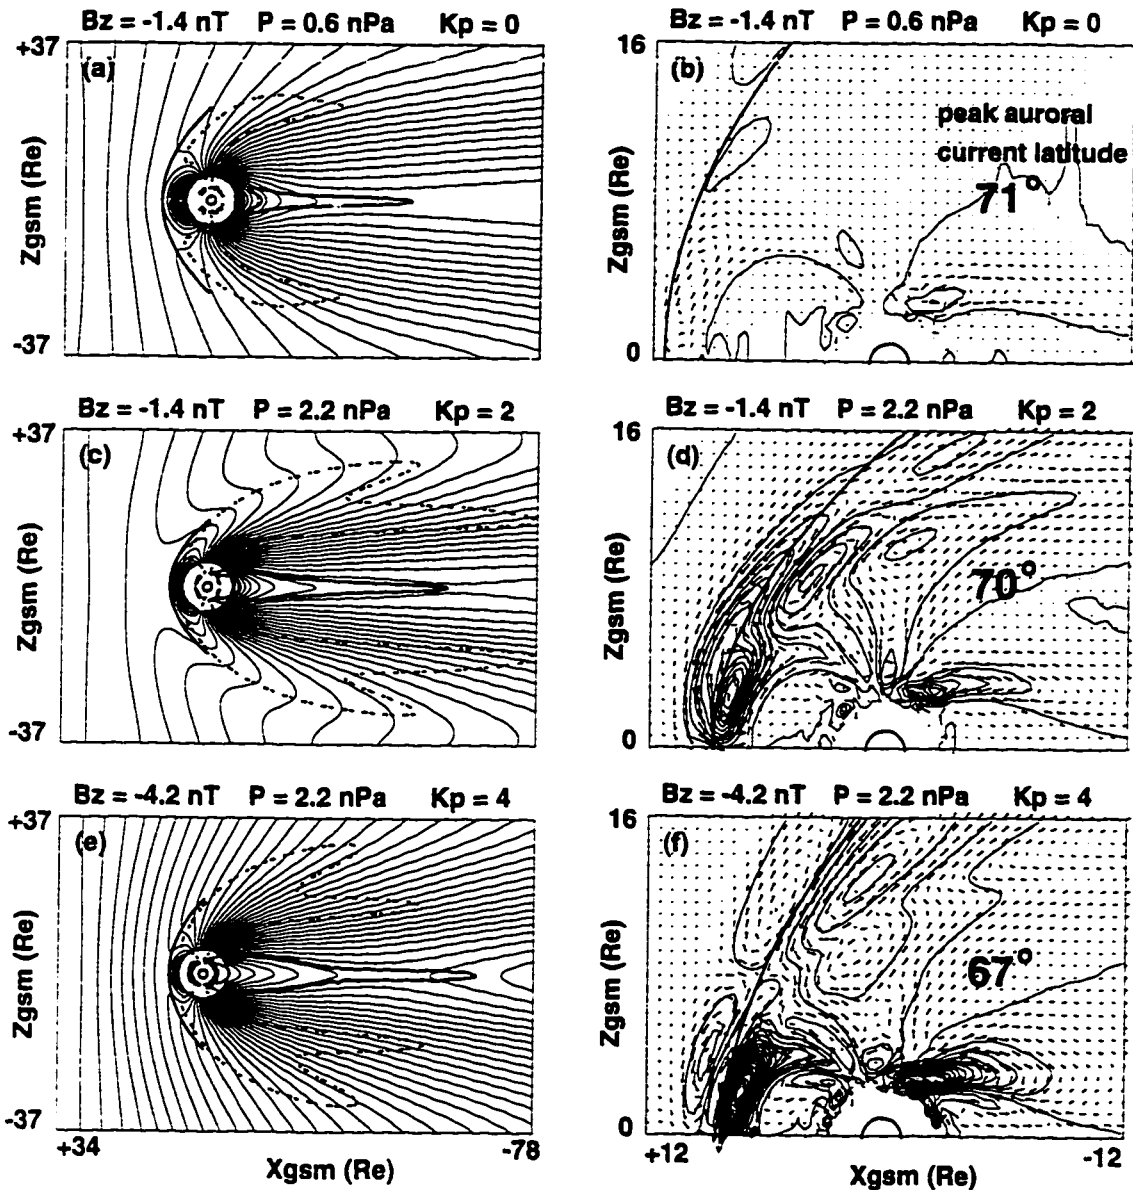 Bz = -1.4 nT P = 0.6 nPa Kp = 0
Bz = -1.4 nT P = 0.6 nPa Kp = 0
+37
(a)
Zgsm (Re)
-37
16
(b)
peak auroral
current latitude
71°
Zgsm (Re)
0
Bz = -1.4 nT P = 2.2 nPa Kp = 2
Bz = -1.4 nT P = 2.2 nPa Kp = 2
+37
(c)
Zgsm (Re)
-37
16
(d)
70°
Zgsm (Re)
0
Bz = -4.2 nT P = 2.2 nPa Kp = 4
Bz = -4.2 nT P = 2.2 nPa Kp = 4
+37
(e)
Zgsm (Re)
-37
+34
-78
Xgsm (Re)
16
(f)
67°
Zgsm (Re)
0
+12
-12
Xgsm (Re)